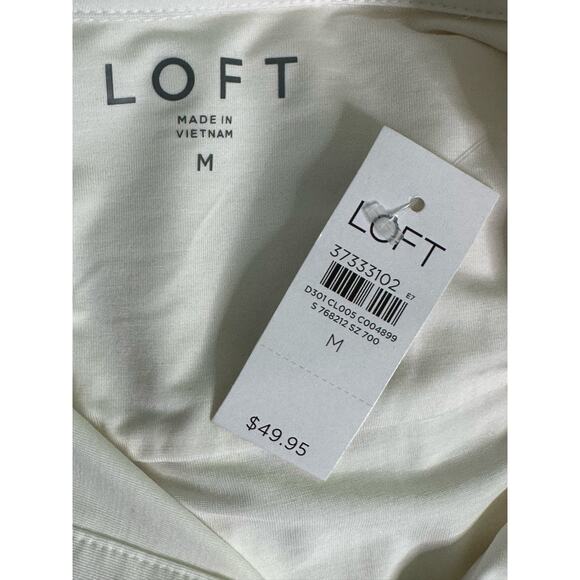 LOFT
MADE IN
VIETNAM
M
LOFT
37333102
E7
D301 CL005 C004899
S 768212 SZ 700
M
$49.95